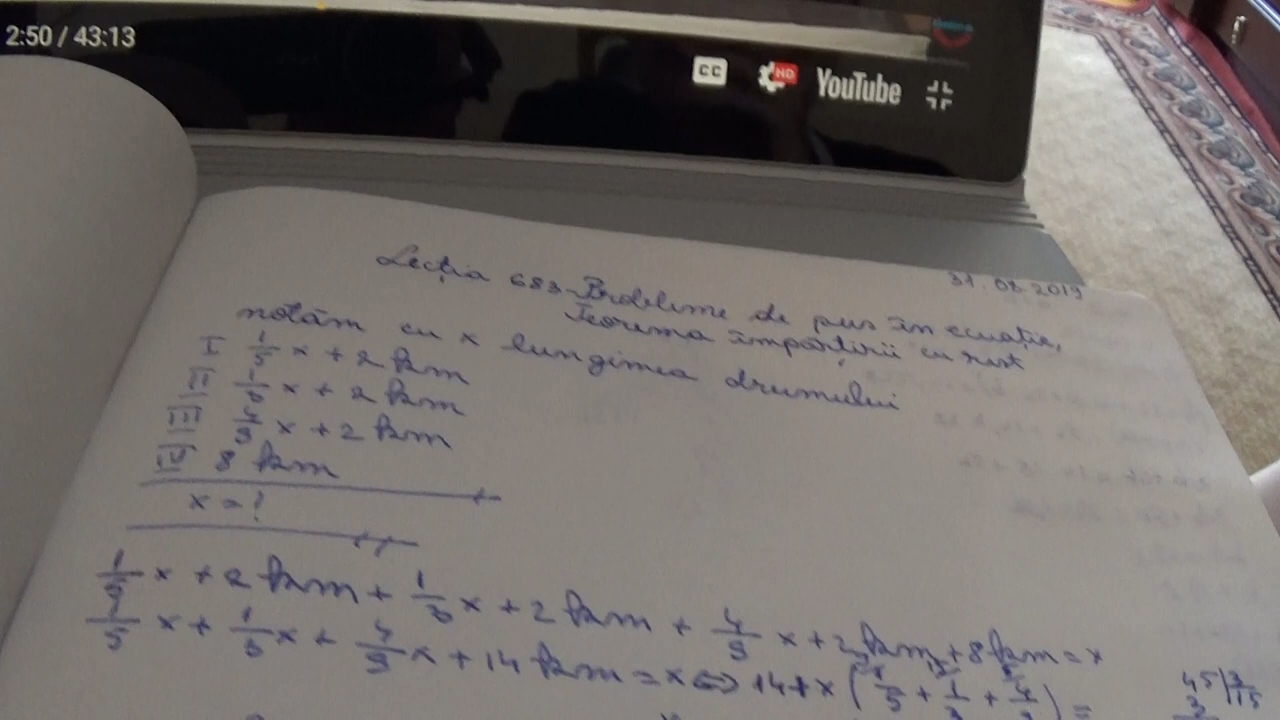 2:50 / 43:13
CC HD YouTube
31.08.2019
Lecția 683-Probleme de pus în ecuație,
Teorema împărțirii cu rest
notăm cu x lungimea drumului
I 1/5 x + 2 km
II 1/3 x + 2 km
III 4/9 x + 2 km
IV 8 km
x = ?
1/5 x + 2 km + 1/3 x + 2 km + 4/9 x + 2 km + 8 km = x
1/5 x + 1/3 x + 4/9 x + 14 km = x ⇔ 14 + x (1/5 + 1/3 + 4/9) =
45 | 3
15